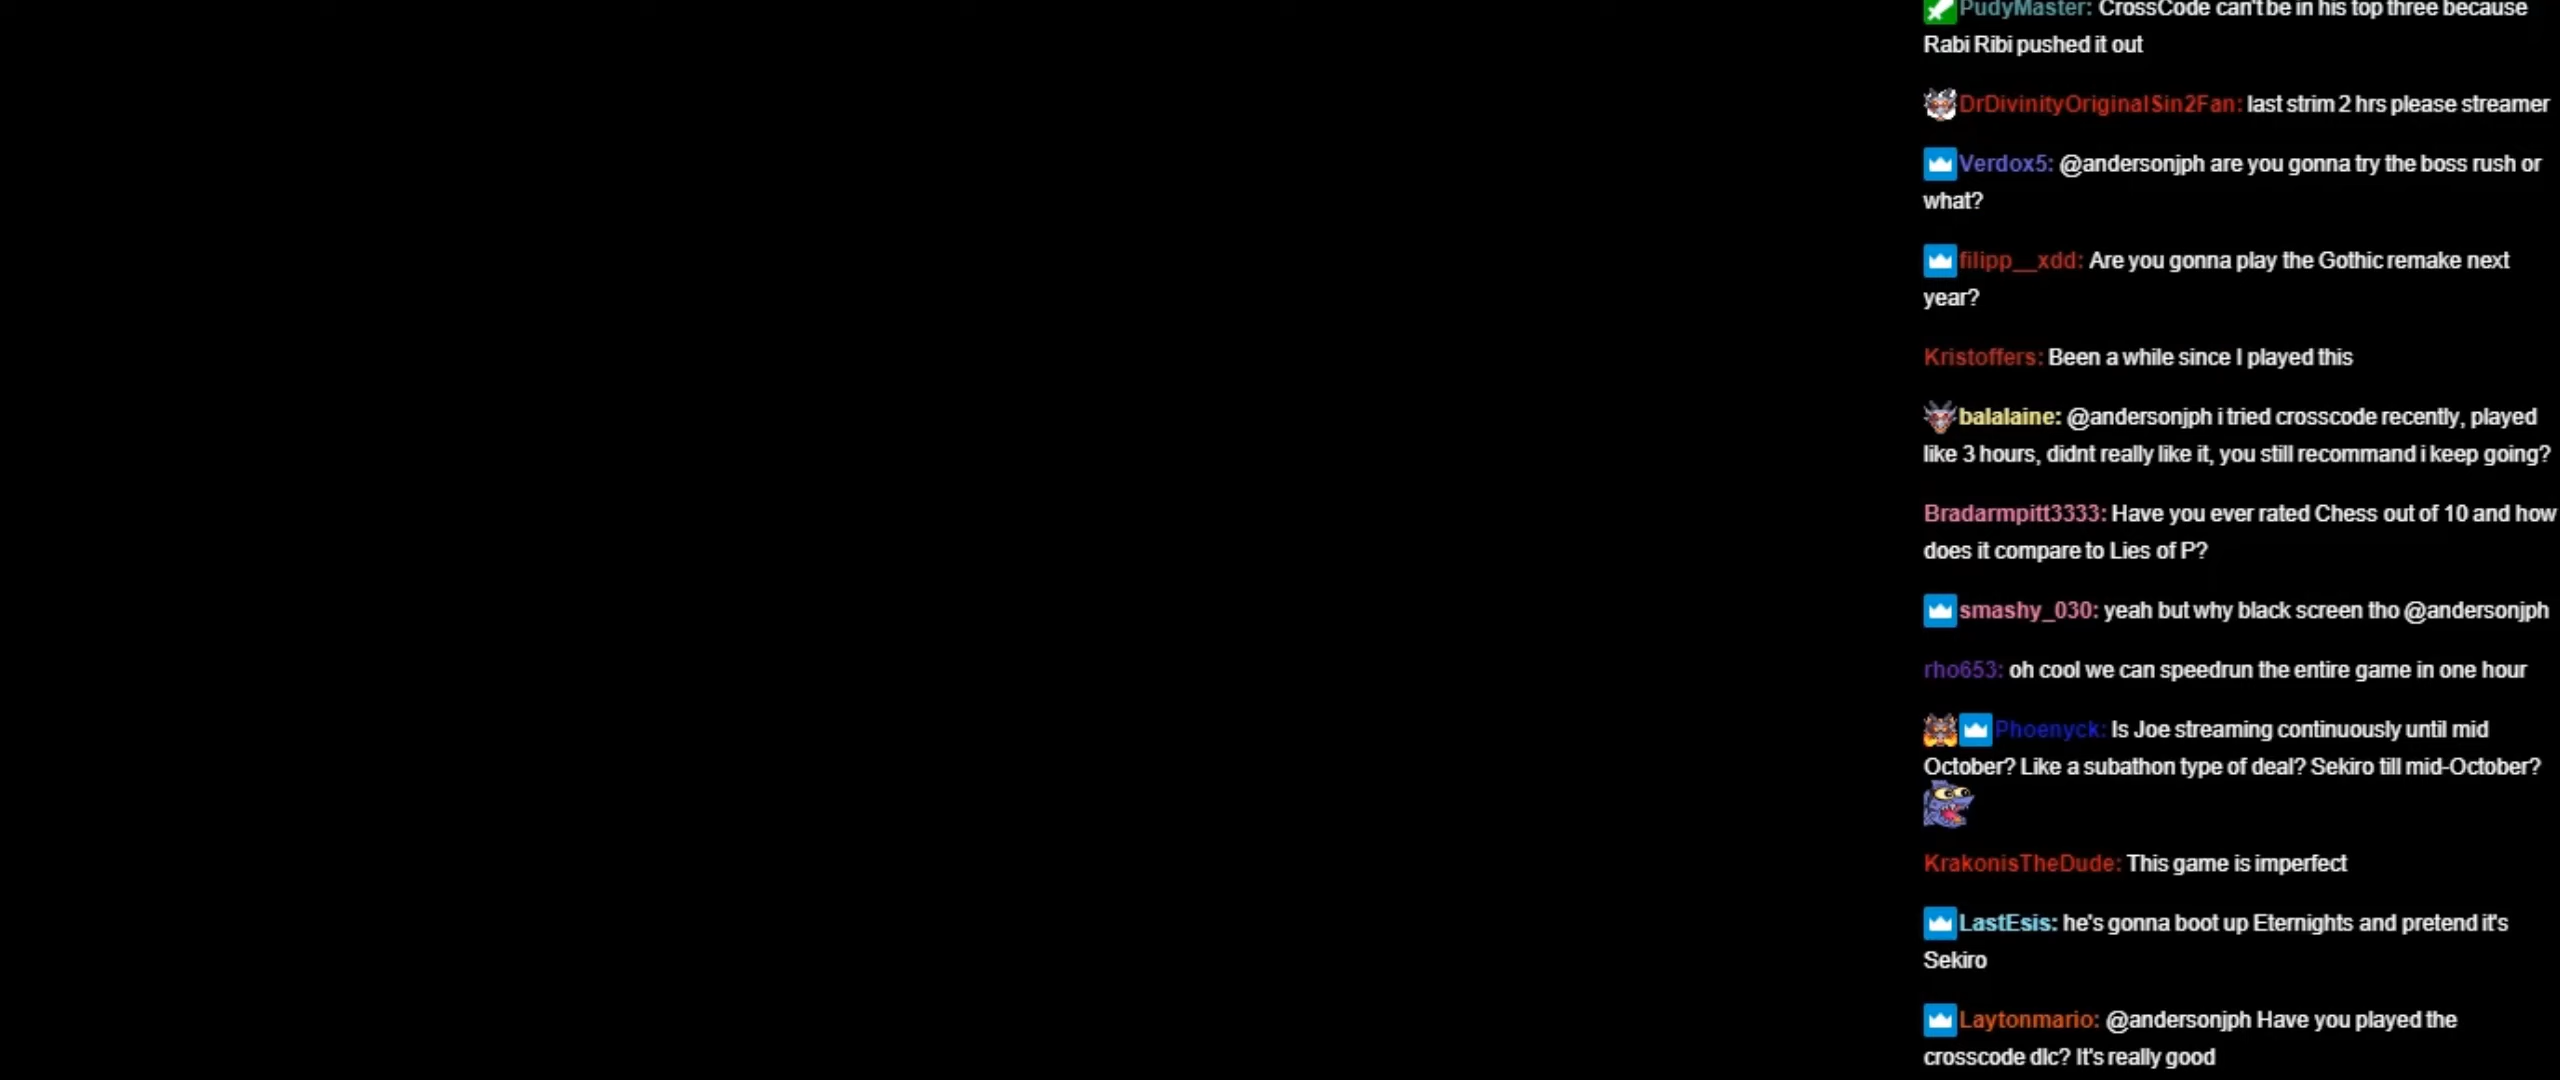 PudyMaster: CrossCode can't be in his top three because
Rabi Ribi pushed it out
DrDivinityOriginalSin2Fan: last strim 2 hrs please streamer
Verdox5: @andersonjph are you gonna try the boss rush or
what?
filipp__xdd: Are you gonna play the Gothic remake next
year?
Kristoffers: Been a while since I played this
balalaine: @andersonjph i tried crosscode recently, played
like 3 hours, didnt really like it, you still recommand i keep going?
Bradarmpitt3333: Have you ever rated Chess out of 10 and how
does it compare to Lies of P?
smashy_030: yeah but why black screen tho @andersonjph
rho653: oh cool we can speedrun the entire game in one hour
Phoenyck: Is Joe streaming continuously until mid
October? Like a subathon type of deal? Sekiro till mid-October?
KrakonisTheDude: This game is imperfect
LastEsis: he's gonna boot up Eternights and pretend it's
Sekiro
Laytonmario: @andersonjph Have you played the
crosscode dlc? It's really good